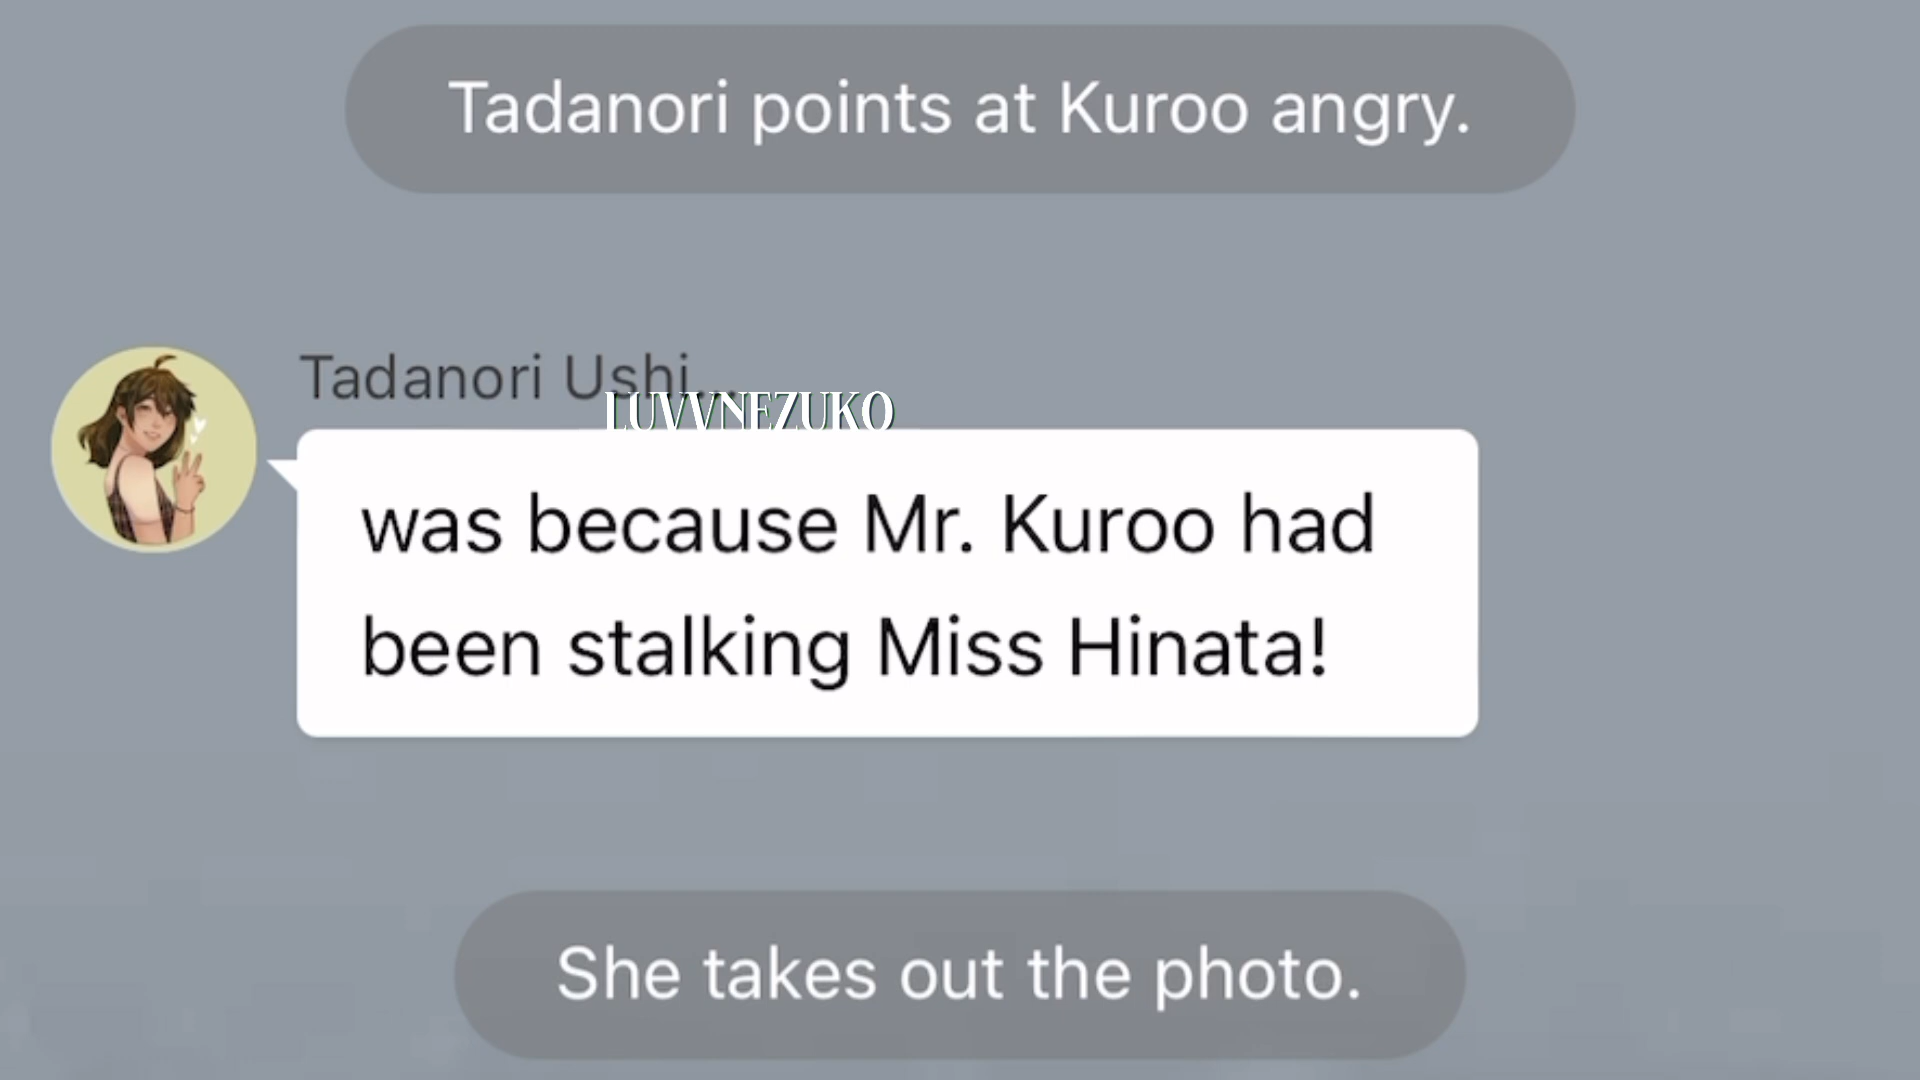 Tadanori points at Kuroo angry.
Tadanori Ushi...
LUVVNEZUKO
was because Mr. Kuroo had
been stalking Miss Hinata!
She takes out the photo.